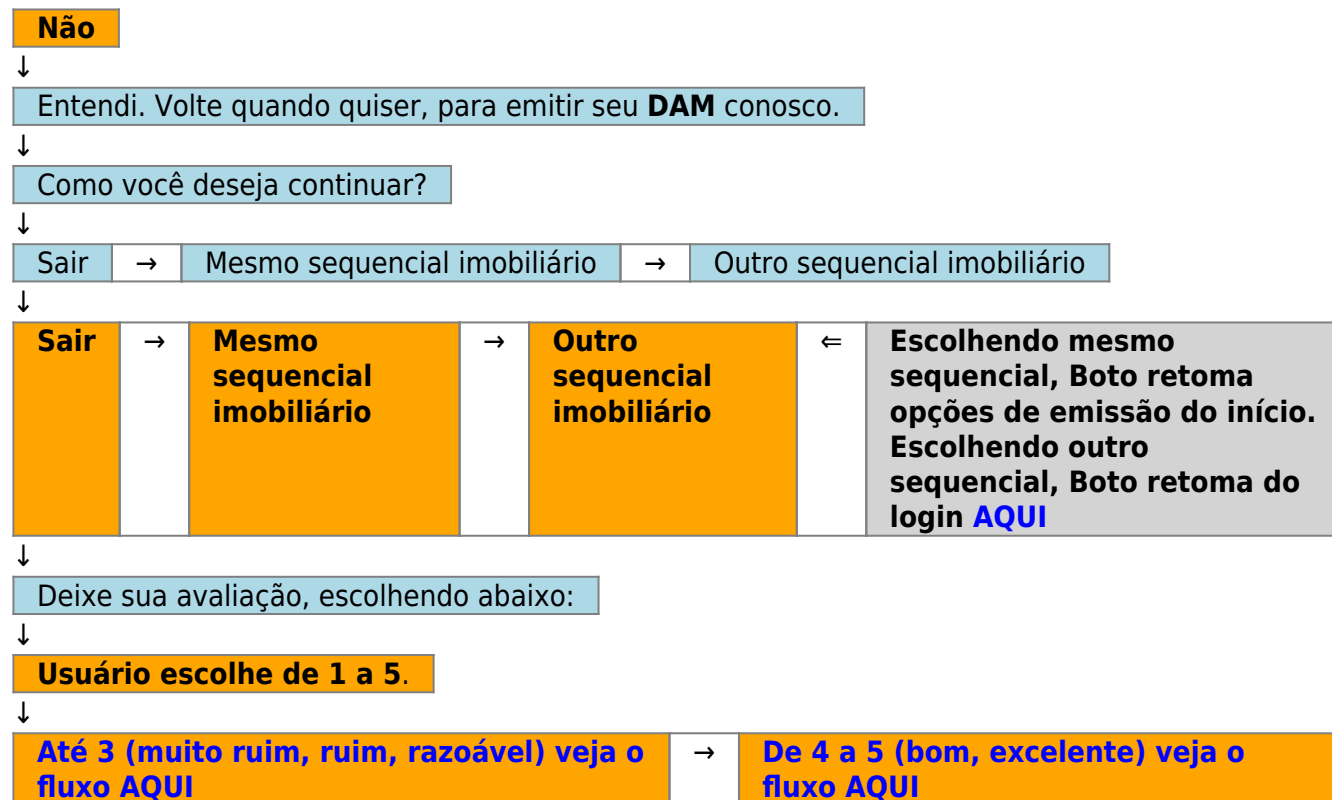 Não
↓
Entendi. Volte quando quiser, para emitir seu DAM conosco.
↓
Como você deseja continuar?
↓
Sair → Mesmo sequencial imobiliário → Outro sequencial imobiliário
↓
Sair → Mesmo → Outro ⇐ Escolhendo mesmo
sequencial sequencial sequencial, Boto retoma
imobiliário imobiliário opções de emissão do início.
Escolhendo outro
sequencial, Boto retoma do
login AQUI
↓
Deixe sua avaliação, escolhendo abaixo:
↓
Usuário escolhe de 1 a 5.
↓
Até 3 (muito ruim, ruim, razoável) veja o → De 4 a 5 (bom, excelente) veja o
fluxo AQUI fluxo AQUI